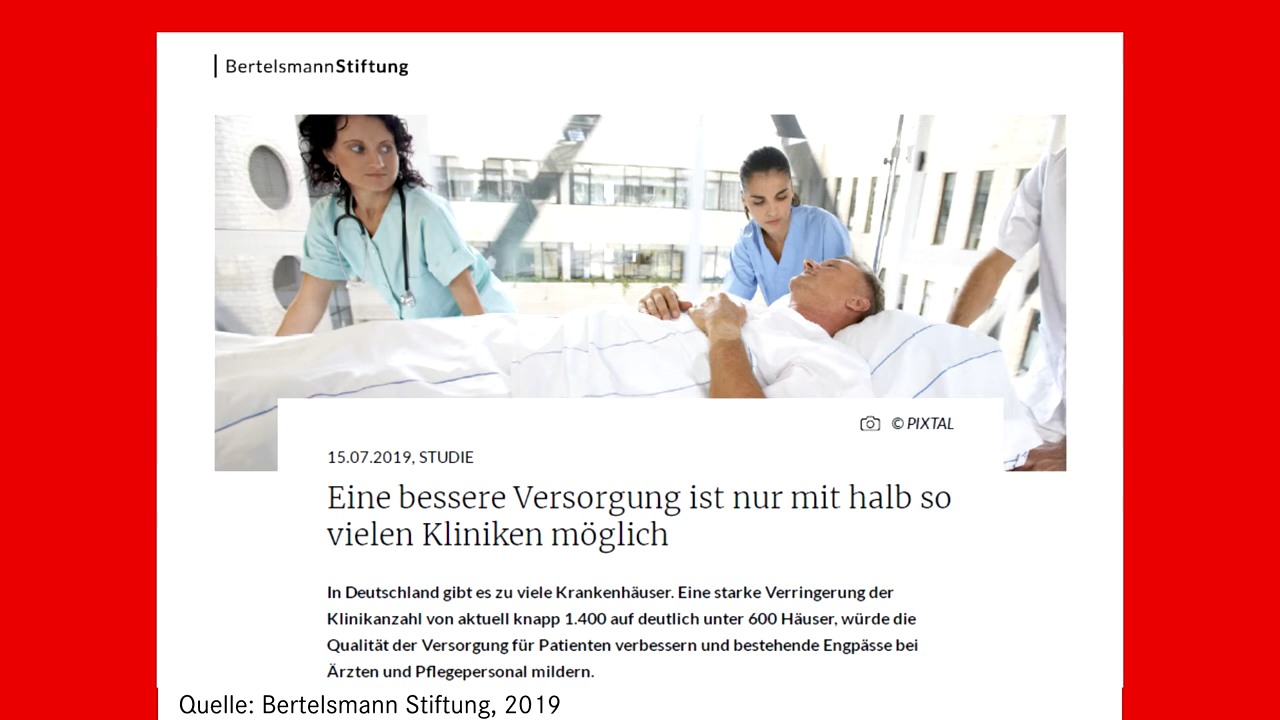 BertelsmannStiftung
© PIXTAL
15.07.2019, STUDIE
Eine bessere Versorgung ist nur mit halb so
vielen Kliniken möglich
In Deutschland gibt es zu viele Krankenhäuser. Eine starke Verringerung der
Klinikanzahl von aktuell knapp 1.400 auf deutlich unter 600 Häuser, würde die
Qualität der Versorgung für Patienten verbessern und bestehende Engpässe bei
Ärzten und Pflegepersonal mildern.
Quelle: Bertelsmann Stiftung, 2019